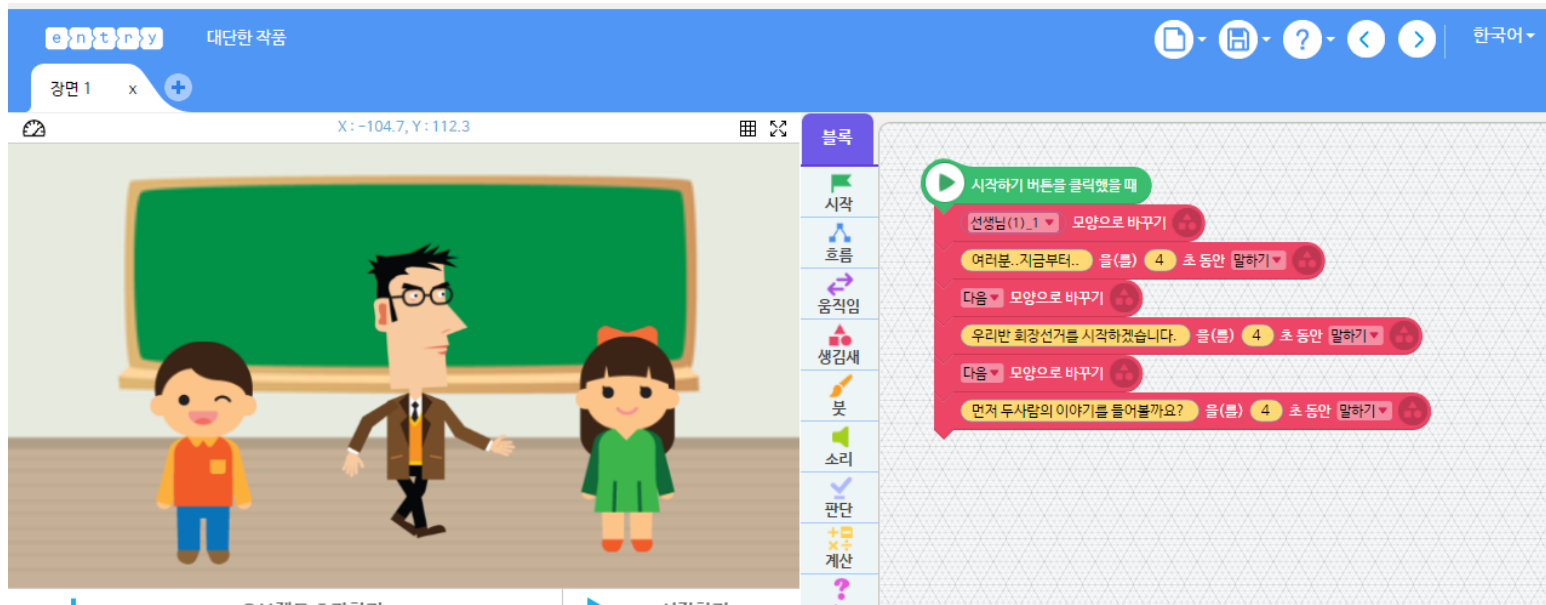 entry 대단한 작품 한국어
장면 1 x
X : -104.7, Y : 112.3
블록
시작
흐름
움직임
생김새
붓
소리
판단
계산
시작하기 버튼을 클릭했을 때
선생님(1)_1 모양으로 바꾸기
여러분..지금부터.. 을(를) 4 초 동안 말하기
다음 모양으로 바꾸기
우리반 회장선거를 시작하겠습니다. 을(를) 4 초 동안 말하기
다음 모양으로 바꾸기
먼저 두사람의 이야기를 들어볼까요? 을(를) 4 초 동안 말하기